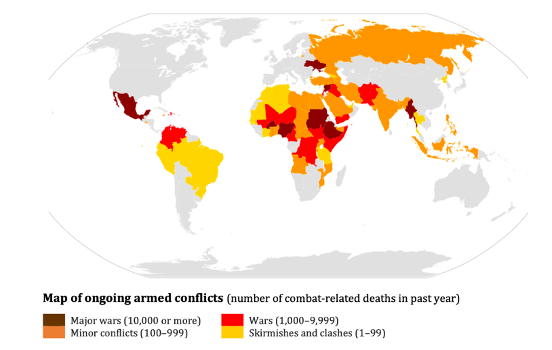 Map of ongoing armed conflicts (number of combat-related deaths in past year)
Major wars (10,000 or more) Wars (1,000–9,999)
Minor conflicts (100–999) Skirmishes and clashes (1–99)